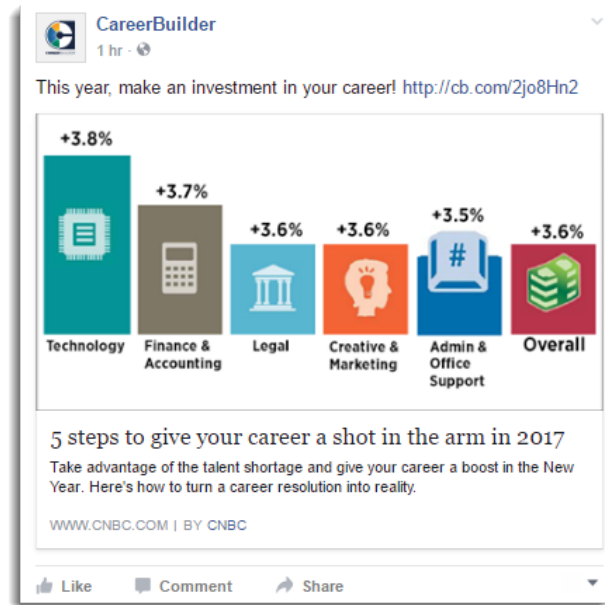 CareerBuilder
1 hr ·
This year, make an investment in your career! http://cb.com/2jo8Hn2
+3.8%
+3.7%
+3.6%
+3.6%
+3.5%
+3.6%
#
Technology
Finance &
Accounting
Legal
Creative &
Marketing
Admin &
Office
Support
Overall
5 steps to give your career a shot in the arm in 2017
Take advantage of the talent shortage and give your career a boost in the New
Year. Here's how to turn a career resolution into reality.
WWW.CNBC.COM | BY CNBC
Like Comment Share